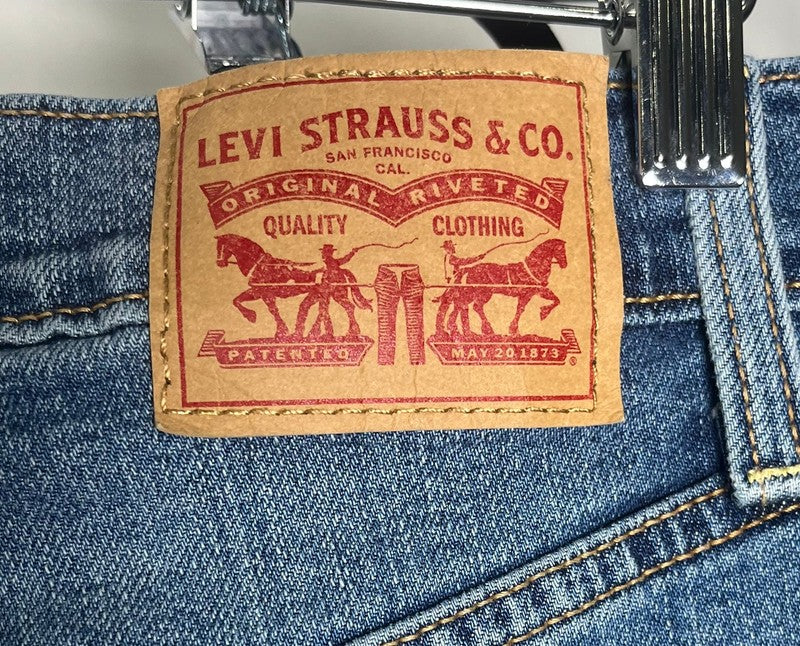 LEVI STRAUSS & CO.
SAN FRANCISCO
CAL.
ORIGINAL RIVETED
QUALITY CLOTHING
PATENTED MAY 20 1873 ®